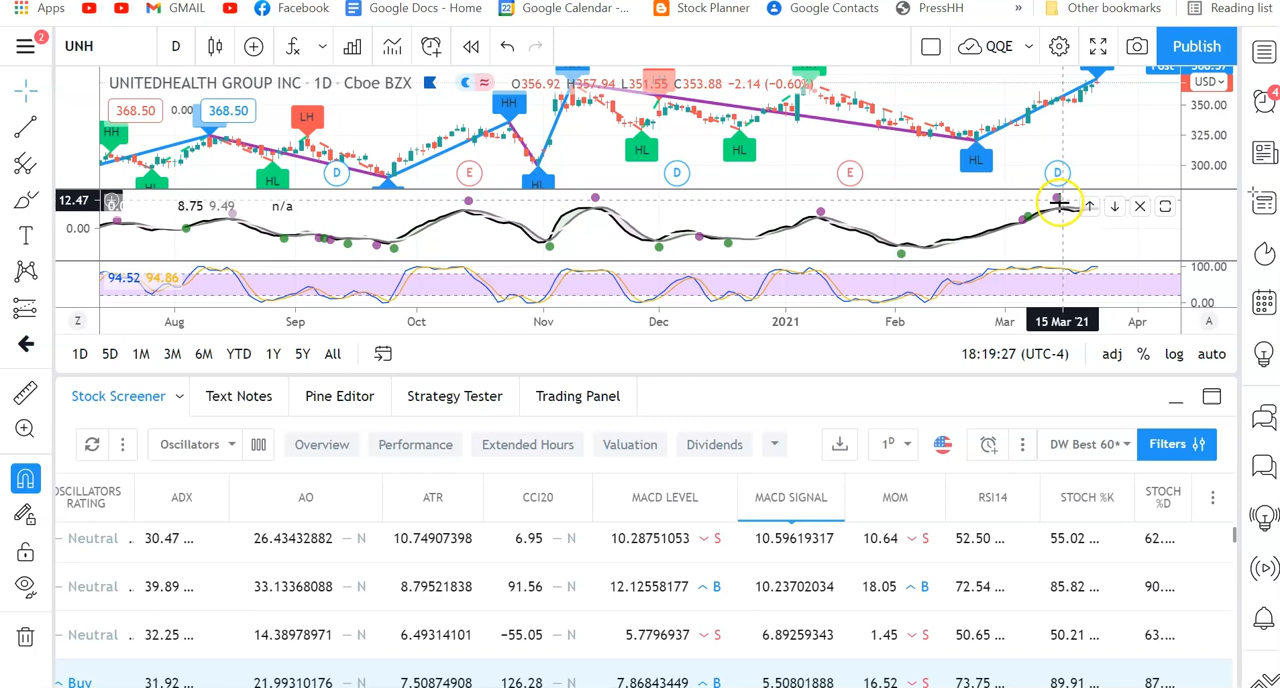 Apps GMAIL Facebook Google Docs - Home Google Calendar -... Stock Planner Google Contacts PressHH » Other bookmarks Reading list
2 UNH D QQE Publish
4
UNITEDHEALTH GROUP INC · 1D · Cboe BZX O356.92 H357.94 L351.55 C353.88 −2.14 (−0.60%) USD
368.50 0.00 368.50
350.00
325.00
300.00
HH LH HH HL HL HL HL HL
D E D E D
12.47 8.75 9.49 n/a
0.00
94.52 94.86 100.00
0.00
Z Aug Sep Oct Nov Dec 2021 Feb Mar 15 Mar '21 Apr A
1D 5D 1M 3M 6M YTD 1Y 5Y All 18:19:27 (UTC-4) adj % log auto
Stock Screener Text Notes Pine Editor Strategy Tester Trading Panel
Oscillators Overview Performance Extended Hours Valuation Dividends 1D DW Best 60* Filters
OSCILLATORS RATING ADX AO ATR CCI20 MACD LEVEL MACD SIGNAL MOM RSI14 STOCH %K STOCH %D
— Neutral .. 30.47 ... 26.43432882 — N 10.74907398 6.95 — N 10.28751053 S 10.59619317 10.64 S 52.50 ... 55.02 ... 62....
— Neutral .. 39.89 ... 33.13368088 — N 8.79521838 91.56 — N 12.12558177 B 10.23702034 18.05 B 72.54 ... 85.82 ... 90....
— Neutral .. 32.25 ... 14.38978971 — N 6.49314101 −55.05 — N 5.7796937 S 6.89259343 1.45 S 50.65 ... 50.21 ... 63....
Buy 31.92 ... 21.99310176 — N 7.50874908 126.28 — N 7.86843449 B 5.50801888 16.52 S 73.75 ... 89.91 ... 87....